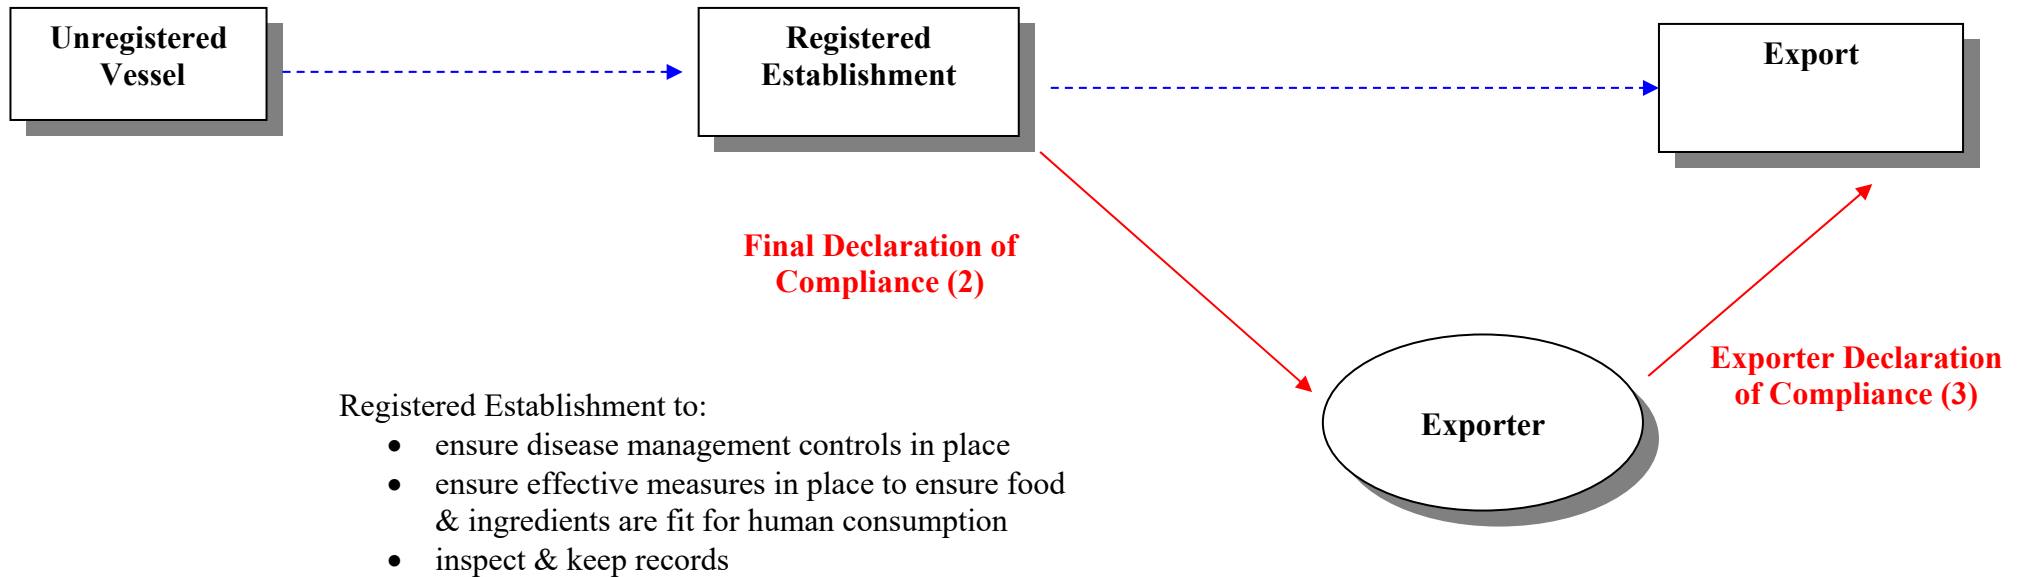 Unregistered
Vessel
Registered
Establishment
Export
Final Declaration of
Compliance (2)
Exporter Declaration
of Compliance (3)
Exporter
Registered Establishment to:
• ensure disease management controls in place
• ensure effective measures in place to ensure food
& ingredients are fit for human consumption
• inspect & keep records